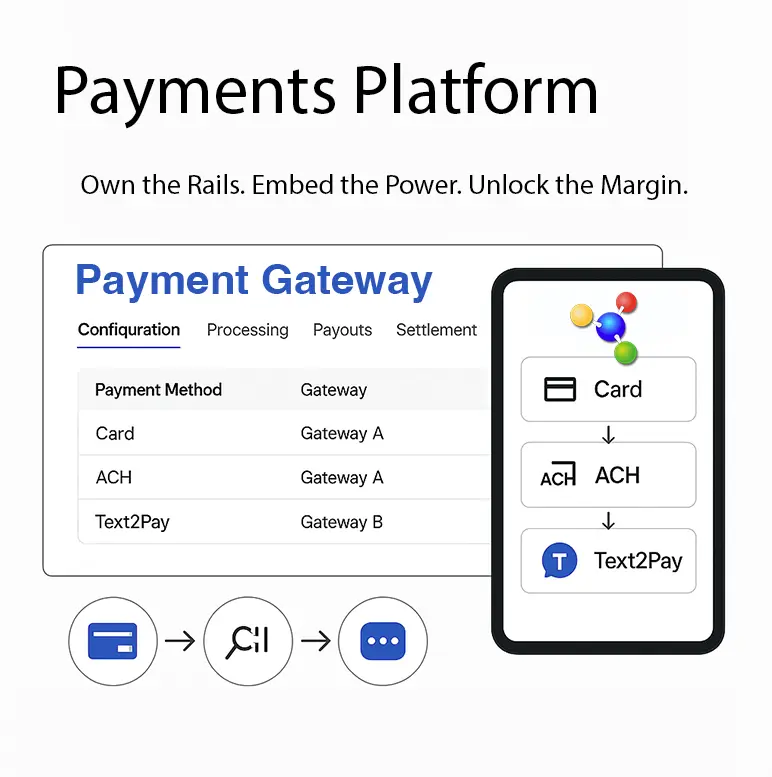 Payments Platform
Own the Rails. Embed the Power. Unlock the Margin.
Payment Gateway
Confiquration Processing Payouts Settlement
Payment Method Gateway
Card Gateway A
ACH Gateway A
Text2Pay Gateway B
Card
ACH ACH
T Text2Pay